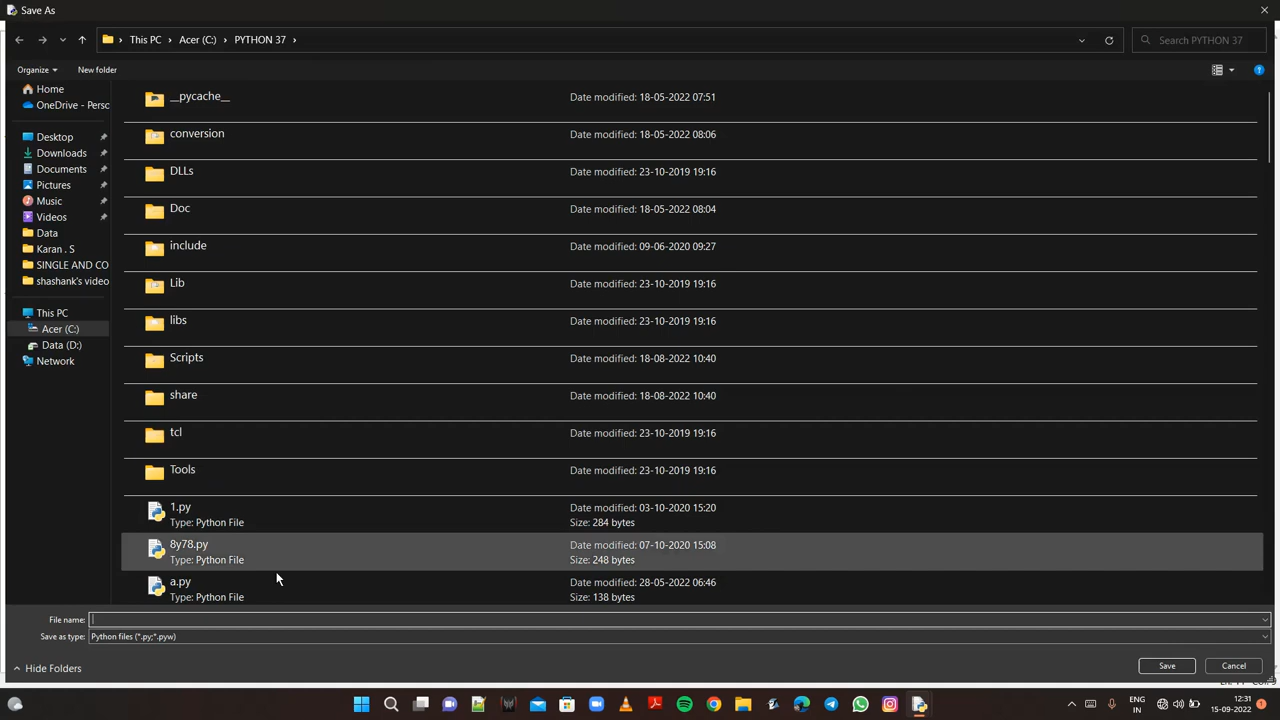 Save As
This PC > Acer (C:) > PYTHON 37 >
Search PYTHON 37
Organize
New folder
Home
OneDrive - Perso
Desktop
Downloads
Documents
Pictures
Music
Videos
Data
Karan . S
SINGLE AND CO
shashank's video
This PC
Acer (C:)
Data (D:)
Network
__pycache__ Date modified: 18-05-2022 07:51
conversion Date modified: 18-05-2022 08:06
DLLs Date modified: 23-10-2019 19:16
Doc Date modified: 18-05-2022 08:04
include Date modified: 09-06-2020 09:27
Lib Date modified: 23-10-2019 19:16
libs Date modified: 23-10-2019 19:16
Scripts Date modified: 18-08-2022 10:40
share Date modified: 18-08-2022 10:40
tcl Date modified: 23-10-2019 19:16
Tools Date modified: 23-10-2019 19:16
1.py Date modified: 03-10-2020 15:20
Type: Python File Size: 284 bytes
8y78.py Date modified: 07-10-2020 15:08
Type: Python File Size: 248 bytes
a.py Date modified: 28-05-2022 06:46
Type: Python File Size: 138 bytes
File name:
Save as type: Python files (*.py;*.pyw)
Hide Folders
Save
Cancel
ENG
IN
12:31
15-09-2022